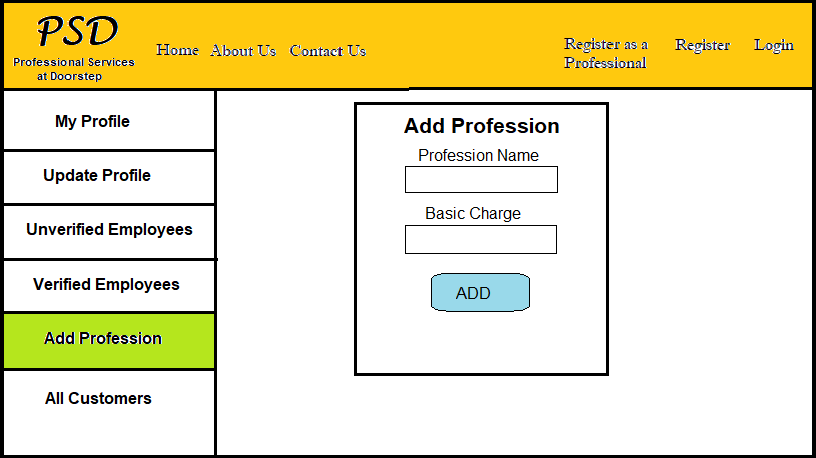 PSD
Professional Services
at Doorstep
Home About Us Contact Us
Register as a
Professional
Register
Login
My Profile
Update Profile
Unverified Employees
Verified Employees
Add Profession
All Customers
Add Profession
Profession Name
Basic Charge
ADD